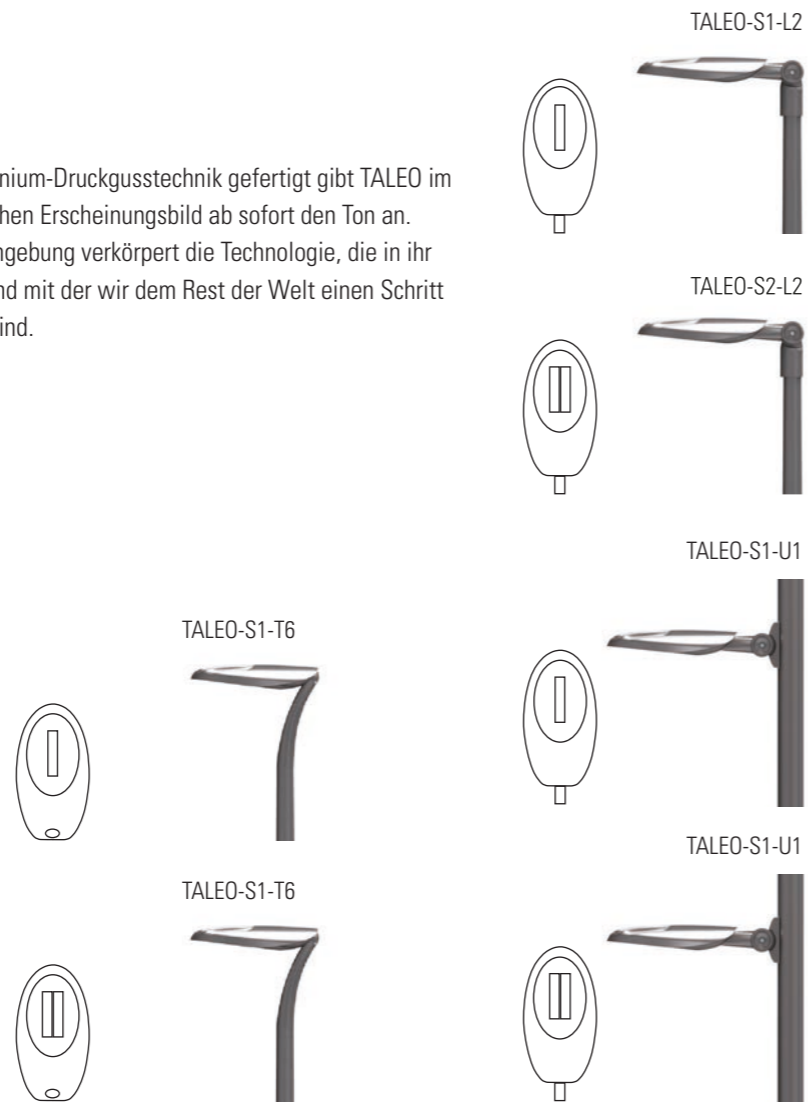 TALEO-S1-L2
nium-Druckgusstechnik gefertigt gibt TALEO im
hen Erscheinungsbild ab sofort den Ton an.
gebung verkörpert die Technologie, die in ihr
nd mit der wir dem Rest der Welt einen Schritt
ind.
TALEO-S2-L2
TALEO-S1-U1
TALEO-S1-T6
TALEO-S1-U1
TALEO-S1-T6